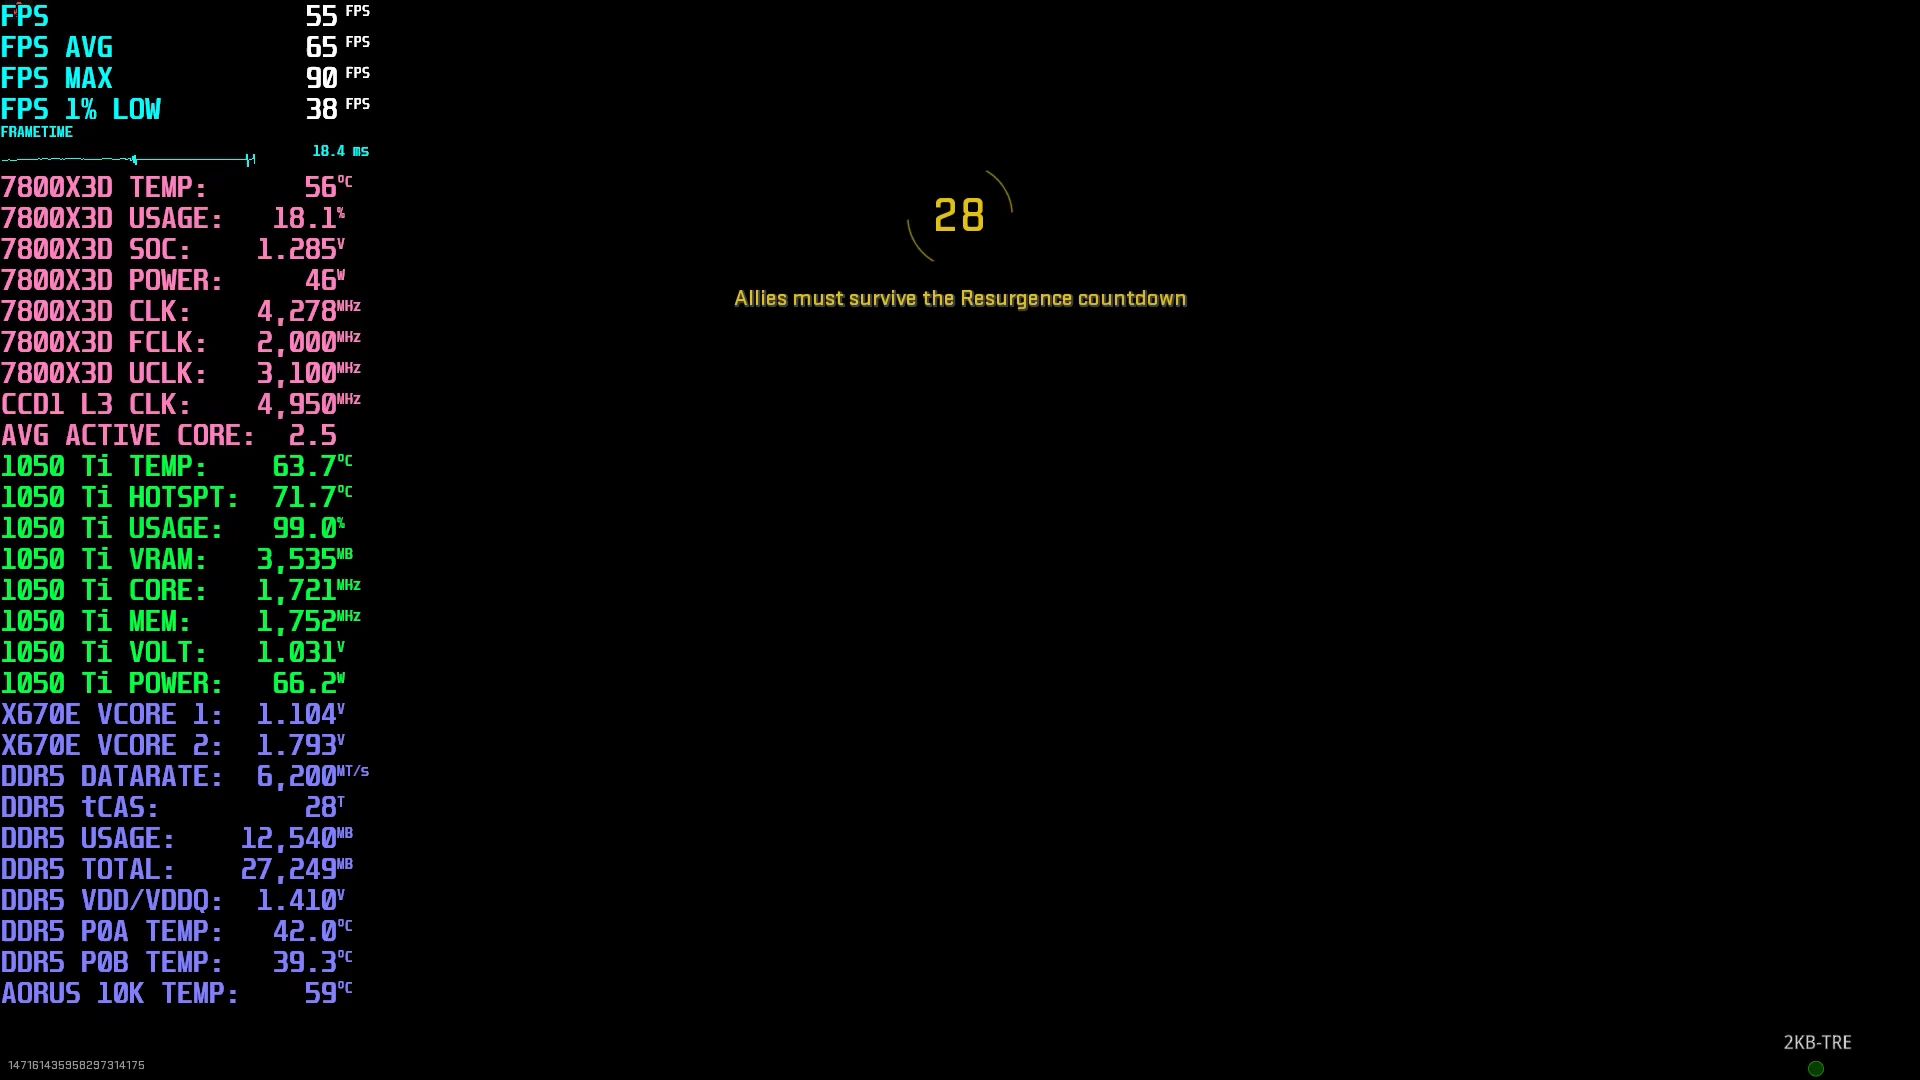 FPS 55 FPS
FPS AVG 65 FPS
FPS MAX 90 FPS
FPS 1% LOW 38 FPS
FRAMETIME
18.4 ms
7800X3D TEMP: 56°C
7800X3D USAGE: 18.1%
7800X3D SOC: 1.285V
7800X3D POWER: 46W
7800X3D CLK: 4,278MHz
7800X3D FCLK: 2,000MHz
7800X3D UCLK: 3,100MHz
CCD1 L3 CLK: 4,950MHz
AVG ACTIVE CORE: 2.5
1050 Ti TEMP: 63.7°C
1050 Ti HOTSPT: 71.7°C
1050 Ti USAGE: 99.0%
1050 Ti VRAM: 3,535MB
1050 Ti CORE: 1,721MHz
1050 Ti MEM: 1,752MHz
1050 Ti VOLT: 1.031V
1050 Ti POWER: 66.2W
X670E VCORE 1: 1.104V
X670E VCORE 2: 1.793V
DDR5 DATARATE: 6,200MT/s
DDR5 tCAS: 28T
DDR5 USAGE: 12,540MB
DDR5 TOTAL: 27,249MB
DDR5 VDD/VDDQ: 1.410V
DDR5 P0A TEMP: 42.0°C
DDR5 P0B TEMP: 39.3°C
AORUS 10K TEMP: 59°C
28
Allies must survive the Resurgence countdown
147161435958297314175
2KB-TRE